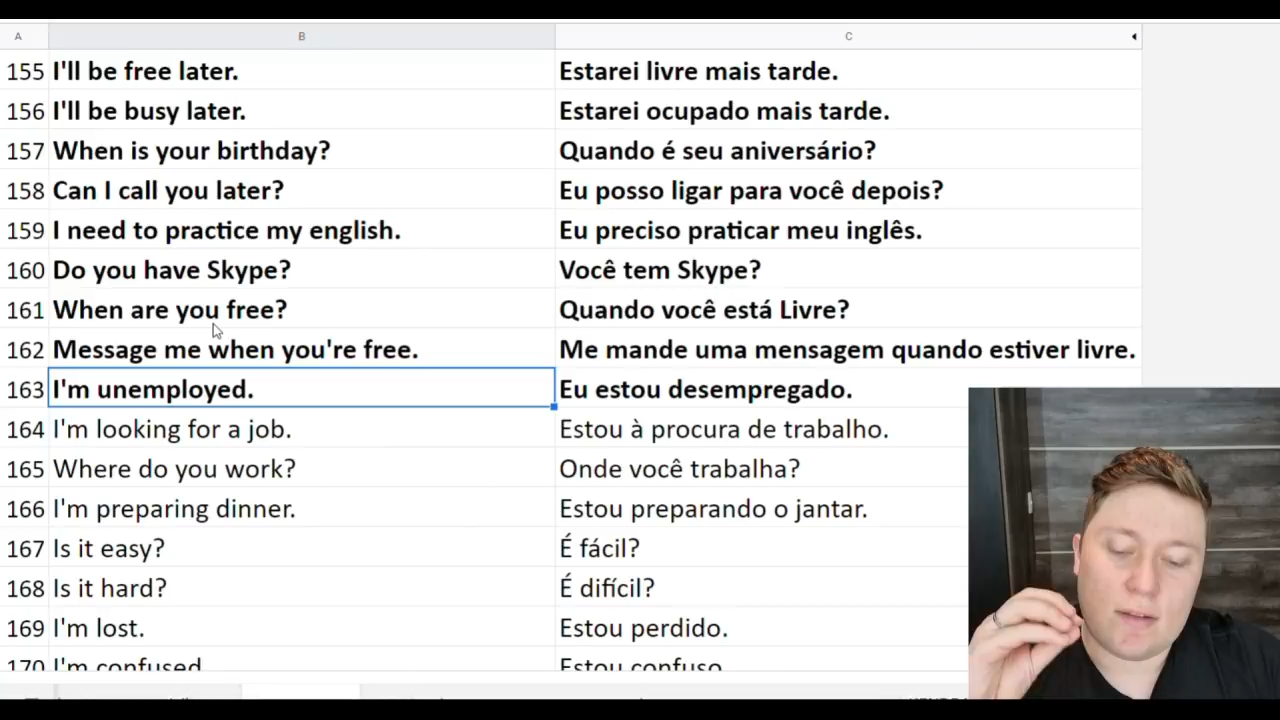 A B C
155 I'll be free later. Estarei livre mais tarde.
156 I'll be busy later. Estarei ocupado mais tarde.
157 When is your birthday? Quando é seu aniversário?
158 Can I call you later? Eu posso ligar para você depois?
159 I need to practice my english. Eu preciso praticar meu inglês.
160 Do you have Skype? Você tem Skype?
161 When are you free? Quando você está Livre?
162 Message me when you're free. Me mande uma mensagem quando estiver livre.
163 I'm unemployed. Eu estou desempregado.
164 I'm looking for a job. Estou à procura de trabalho.
165 Where do you work? Onde você trabalha?
166 I'm preparing dinner. Estou preparando o jantar.
167 Is it easy? É fácil?
168 Is it hard? É difícil?
169 I'm lost. Estou perdido.
170 I'm confused. Estou confuso.